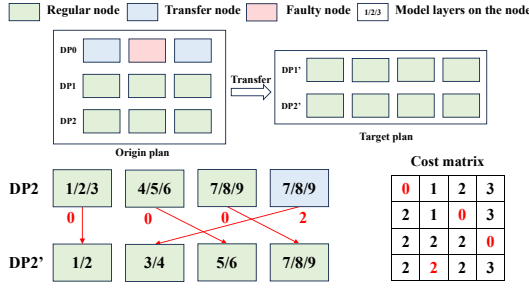 Regular node Transfer node Faulty node 1/2/3 Model layers on the node
DP0
DP1
DP2
Origin plan
Transfer
DP1'
DP2'
Target plan
DP2 1/2/3 4/5/6 7/8/9 7/8/9
0 0 0 2
DP2' 1/2 3/4 5/6 7/8/9
Cost matrix
0 1 2 3
2 1 0 3
2 2 2 0
2 2 2 3